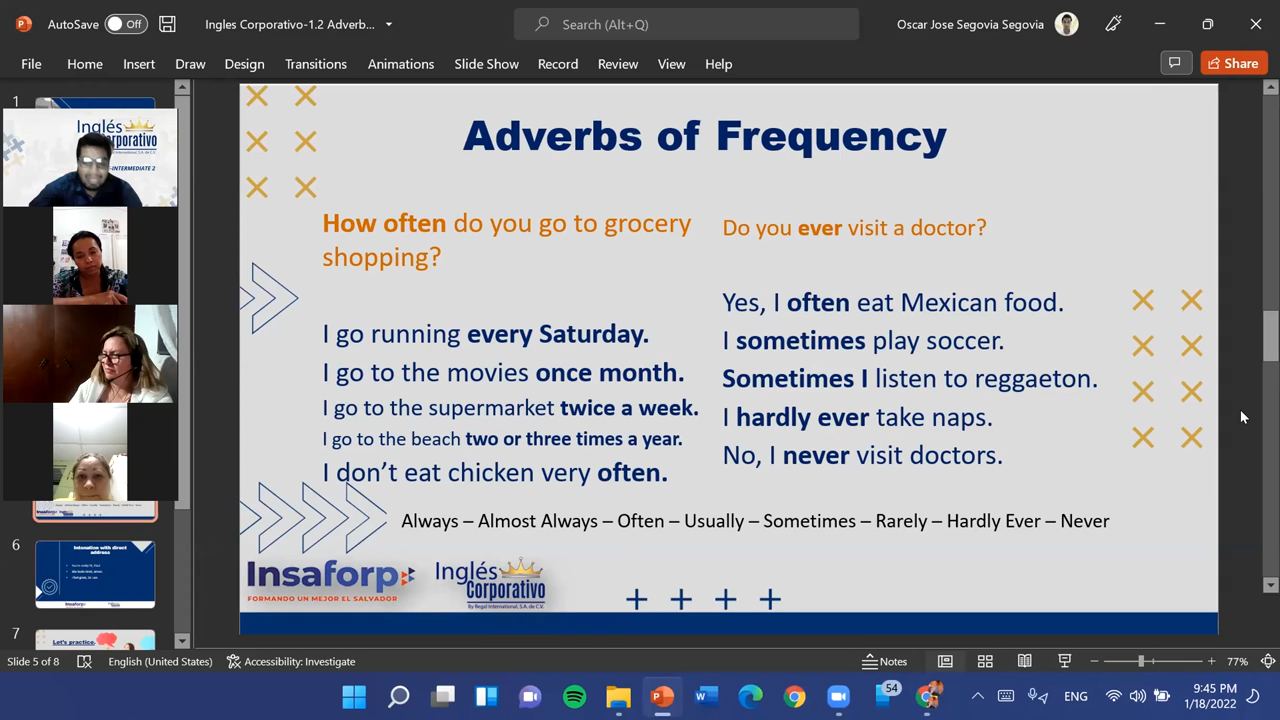 AutoSave Off Ingles Corporativo-1.2 Adverb... Search (Alt+Q) Oscar Jose Segovia Segovia
File Home Insert Draw Design Transitions Animations Slide Show Record Review View Help Share
1
Inglés
Corporativo
INTERMEDIATE 2
Adverbs of Frequency
How often do you go to grocery
shopping?
I go running every Saturday.
I go to the movies once month.
I go to the supermarket twice a week.
I go to the beach two or three times a year.
I don't eat chicken very often.
Do you ever visit a doctor?
Yes, I often eat Mexican food.
I sometimes play soccer.
Sometimes I listen to reggaeton.
I hardly ever take naps.
No, I never visit doctors.
Always – Almost Always – Often – Usually – Sometimes – Rarely – Hardly Ever – Never
Insaforp
FORMANDO UN MEJOR EL SALVADOR
Inglés
Corporativo
By Regal International, S.A. de C.V.
6
Intonation with direct
address
7
Let's practice.
Slide 5 of 8 English (United States) Accessibility: Investigate Notes 77%
54 ENG 9:45 PM
1/18/2022